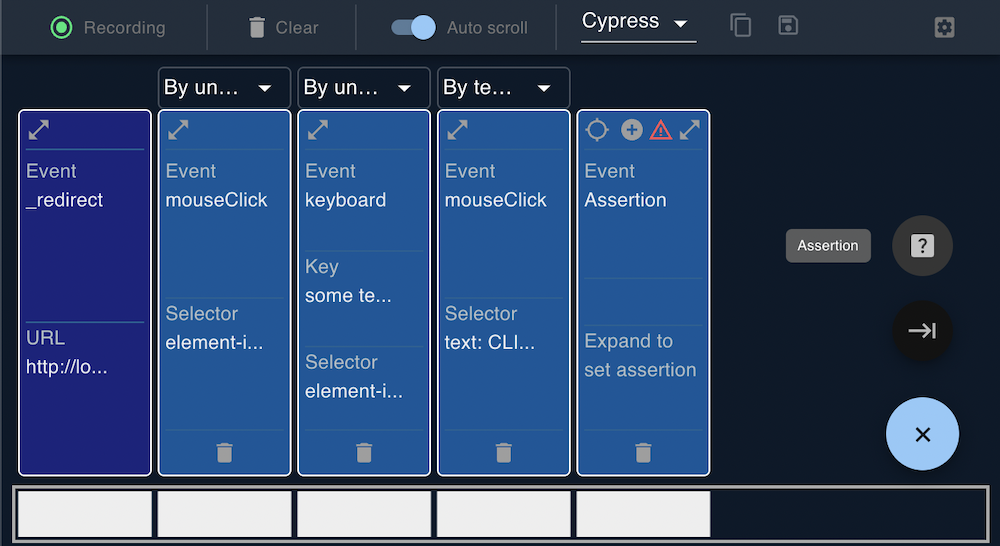 Recording
Clear
Auto scroll
Cypress
By un...
By un...
By te...
Event
_redirect
URL
http://lo...
Event
mouseClick
Selector
element-i...
Event
keyboard
Key
some te...
Selector
element-i...
Event
mouseClick
Selector
text: CLI...
Event
Assertion
Expand to
set assertion
Assertion